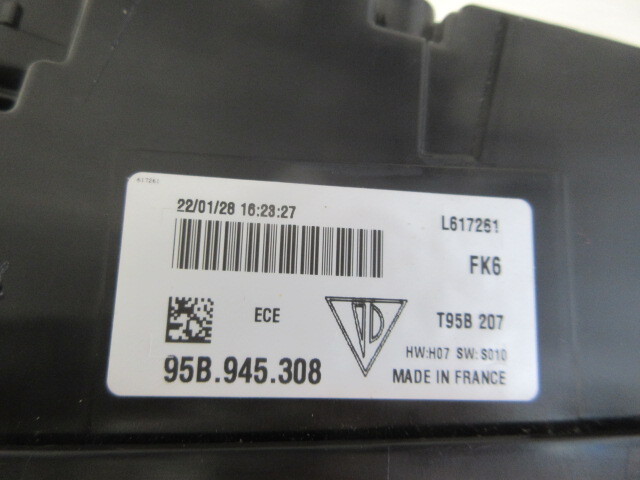 22/01/28 16:23:27
L617261
FK6
ECE
T95B 207
HW:H07 SW:S010
95B.945.308
MADE IN FRANCE